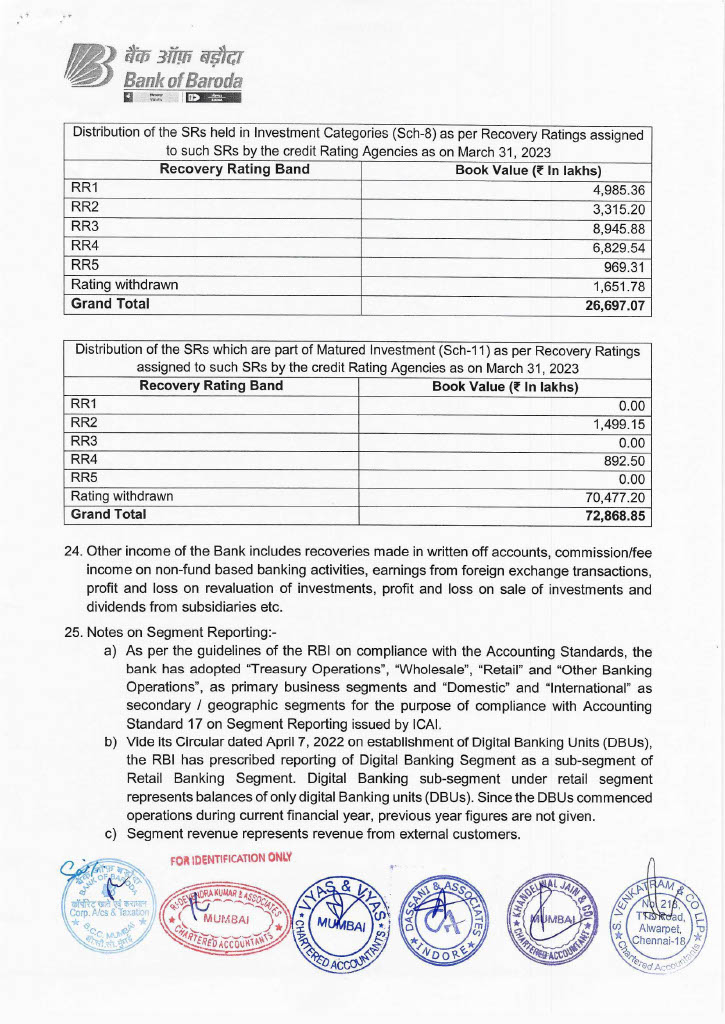 बैंक ऑफ़ बड़ौदा
Bank of Baroda
Distribution of the SRs held in Investment Categories (Sch-8) as per Recovery Ratings assigned
to such SRs by the credit Rating Agencies as on March 31, 2023
Recovery Rating Band Book Value (₹ In lakhs)
RR1 4,985.36
RR2 3,315.20
RR3 8,945.88
RR4 6,829.54
RR5 969.31
Rating withdrawn 1,651.78
Grand Total 26,697.07
Distribution of the SRs which are part of Matured Investment (Sch-11) as per Recovery Ratings
assigned to such SRs by the credit Rating Agencies as on March 31, 2023
Recovery Rating Band Book Value (₹ In lakhs)
RR1 0.00
RR2 1,499.15
RR3 0.00
RR4 892.50
RR5 0.00
Rating withdrawn 70,477.20
Grand Total 72,868.85
24. Other income of the Bank includes recoveries made in written off accounts, commission/fee
income on non-fund based banking activities, earnings from foreign exchange transactions,
profit and loss on revaluation of investments, profit and loss on sale of investments and
dividends from subsidiaries etc.
25. Notes on Segment Reporting:-
a) As per the guidelines of the RBI on compliance with the Accounting Standards, the
bank has adopted “Treasury Operations”, “Wholesale”, “Retail” and “Other Banking
Operations”, as primary business segments and “Domestic” and “International” as
secondary / geographic segments for the purpose of compliance with Accounting
Standard 17 on Segment Reporting issued by ICAI.
b) Vide its Circular dated April 7, 2022 on establishment of Digital Banking Units (DBUs),
the RBI has prescribed reporting of Digital Banking Segment as a sub-segment of
Retail Banking Segment. Digital Banking sub-segment under retail segment
represents balances of only digital Banking units (DBUs). Since the DBUs commenced
operations during current financial year, previous year figures are not given.
c) Segment revenue represents revenue from external customers.
FOR IDENTIFICATION ONLY
बैंक ऑफ़ बड़ौदा
BANK OF BARODA
कॉर्पोरेट खाते एवं कराधान
Corp. A/cs & Taxation
B.C.C. MUMBAI
DEVENDRA KUMAR & ASSOCIATES
MUMBAI
CHARTERED ACCOUNTANTS
VYAS & VYAS
MUMBAI
CHARTERED ACCOUNTANTS
DASSANI & ASSOCIATES
CA
INDORE
KHANDELWAL JAIN & CO
MUMBAI
CHARTERED ACCOUNTANTS
S. VENKATRAM & CO LLP
No. 218,
TTK Road,
Alwarpet,
Chennai-18
Chartered Accountants